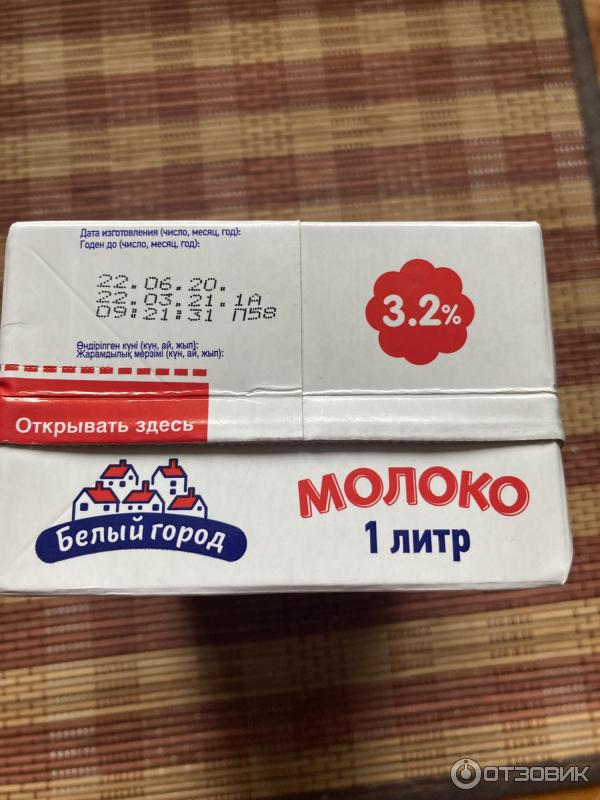 Дата изготовления (число, месяц, год):
Годен до (число, месяц, год):
22.06.20.
22.03.21.1А
09:21:31 П58
Өндірілген күні (күн, ай, жыл):
Жарамдылық мерзімі (күн, ай, жыл):
3.2%
Открывать здесь
Белый город
МОЛОКО
1 литр
ОТЗОВИК